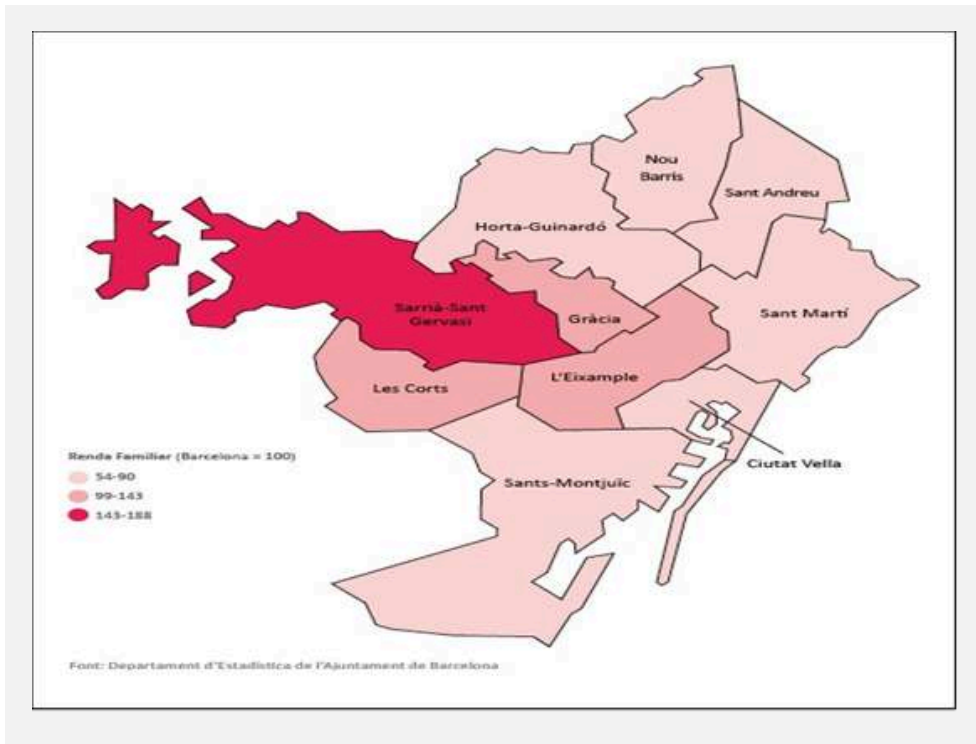 Nou
Barris
Sant Andreu
Horta-Guinardó
Sarrià-Sant
Gervasi
Gràcia
Sant Martí
L'Eixample
Les Corts
Renda Familier (Barcelona = 100)
54-90
99-143
143-188
Ciutat Vella
Sants-Montjuïc
Font: Departament d'Estadística de l'Ajuntament de Barcelona